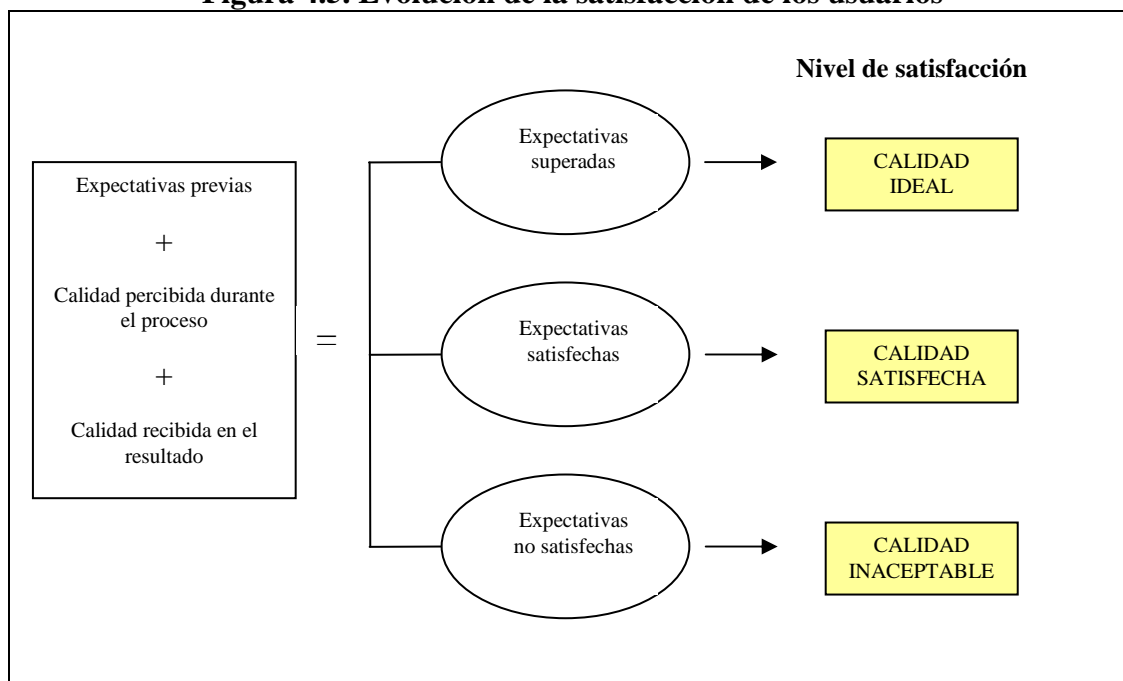 Figura 4.3. Evolución de la satisfacción de los usuarios
Nivel de satisfacción
Expectativas previas
+
Calidad percibida durante
el proceso
+
Calidad recibida en el
resultado
=
Expectativas
superadas
CALIDAD
IDEAL
Expectativas
satisfechas
CALIDAD
SATISFECHA
Expectativas
no satisfechas
CALIDAD
INACEPTABLE